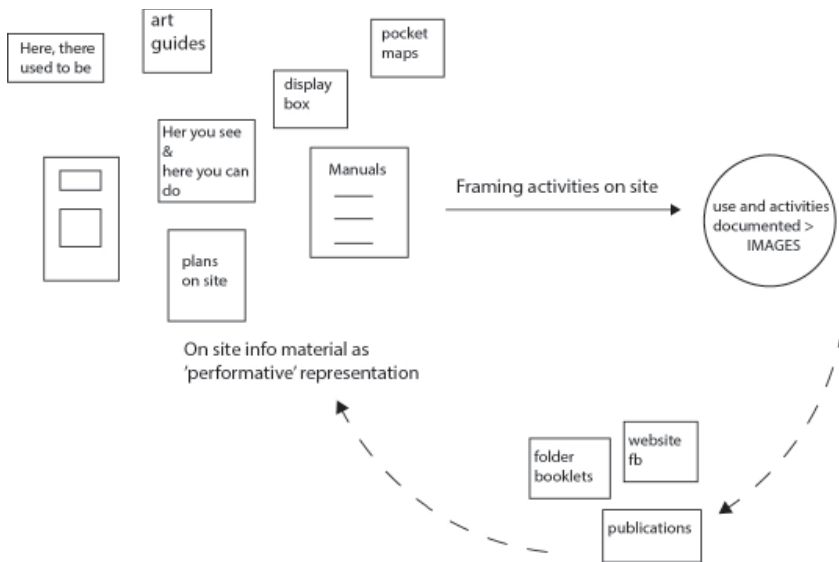 Here, there
used to be
art
guides
pocket
maps
display
box
Her you see
&
here you can
do
Manuals
plans
on site
Framing activities on site
use and activities
documented >
IMAGES
On site info material as
'performative' representation
folder
booklets
website
fb
publications